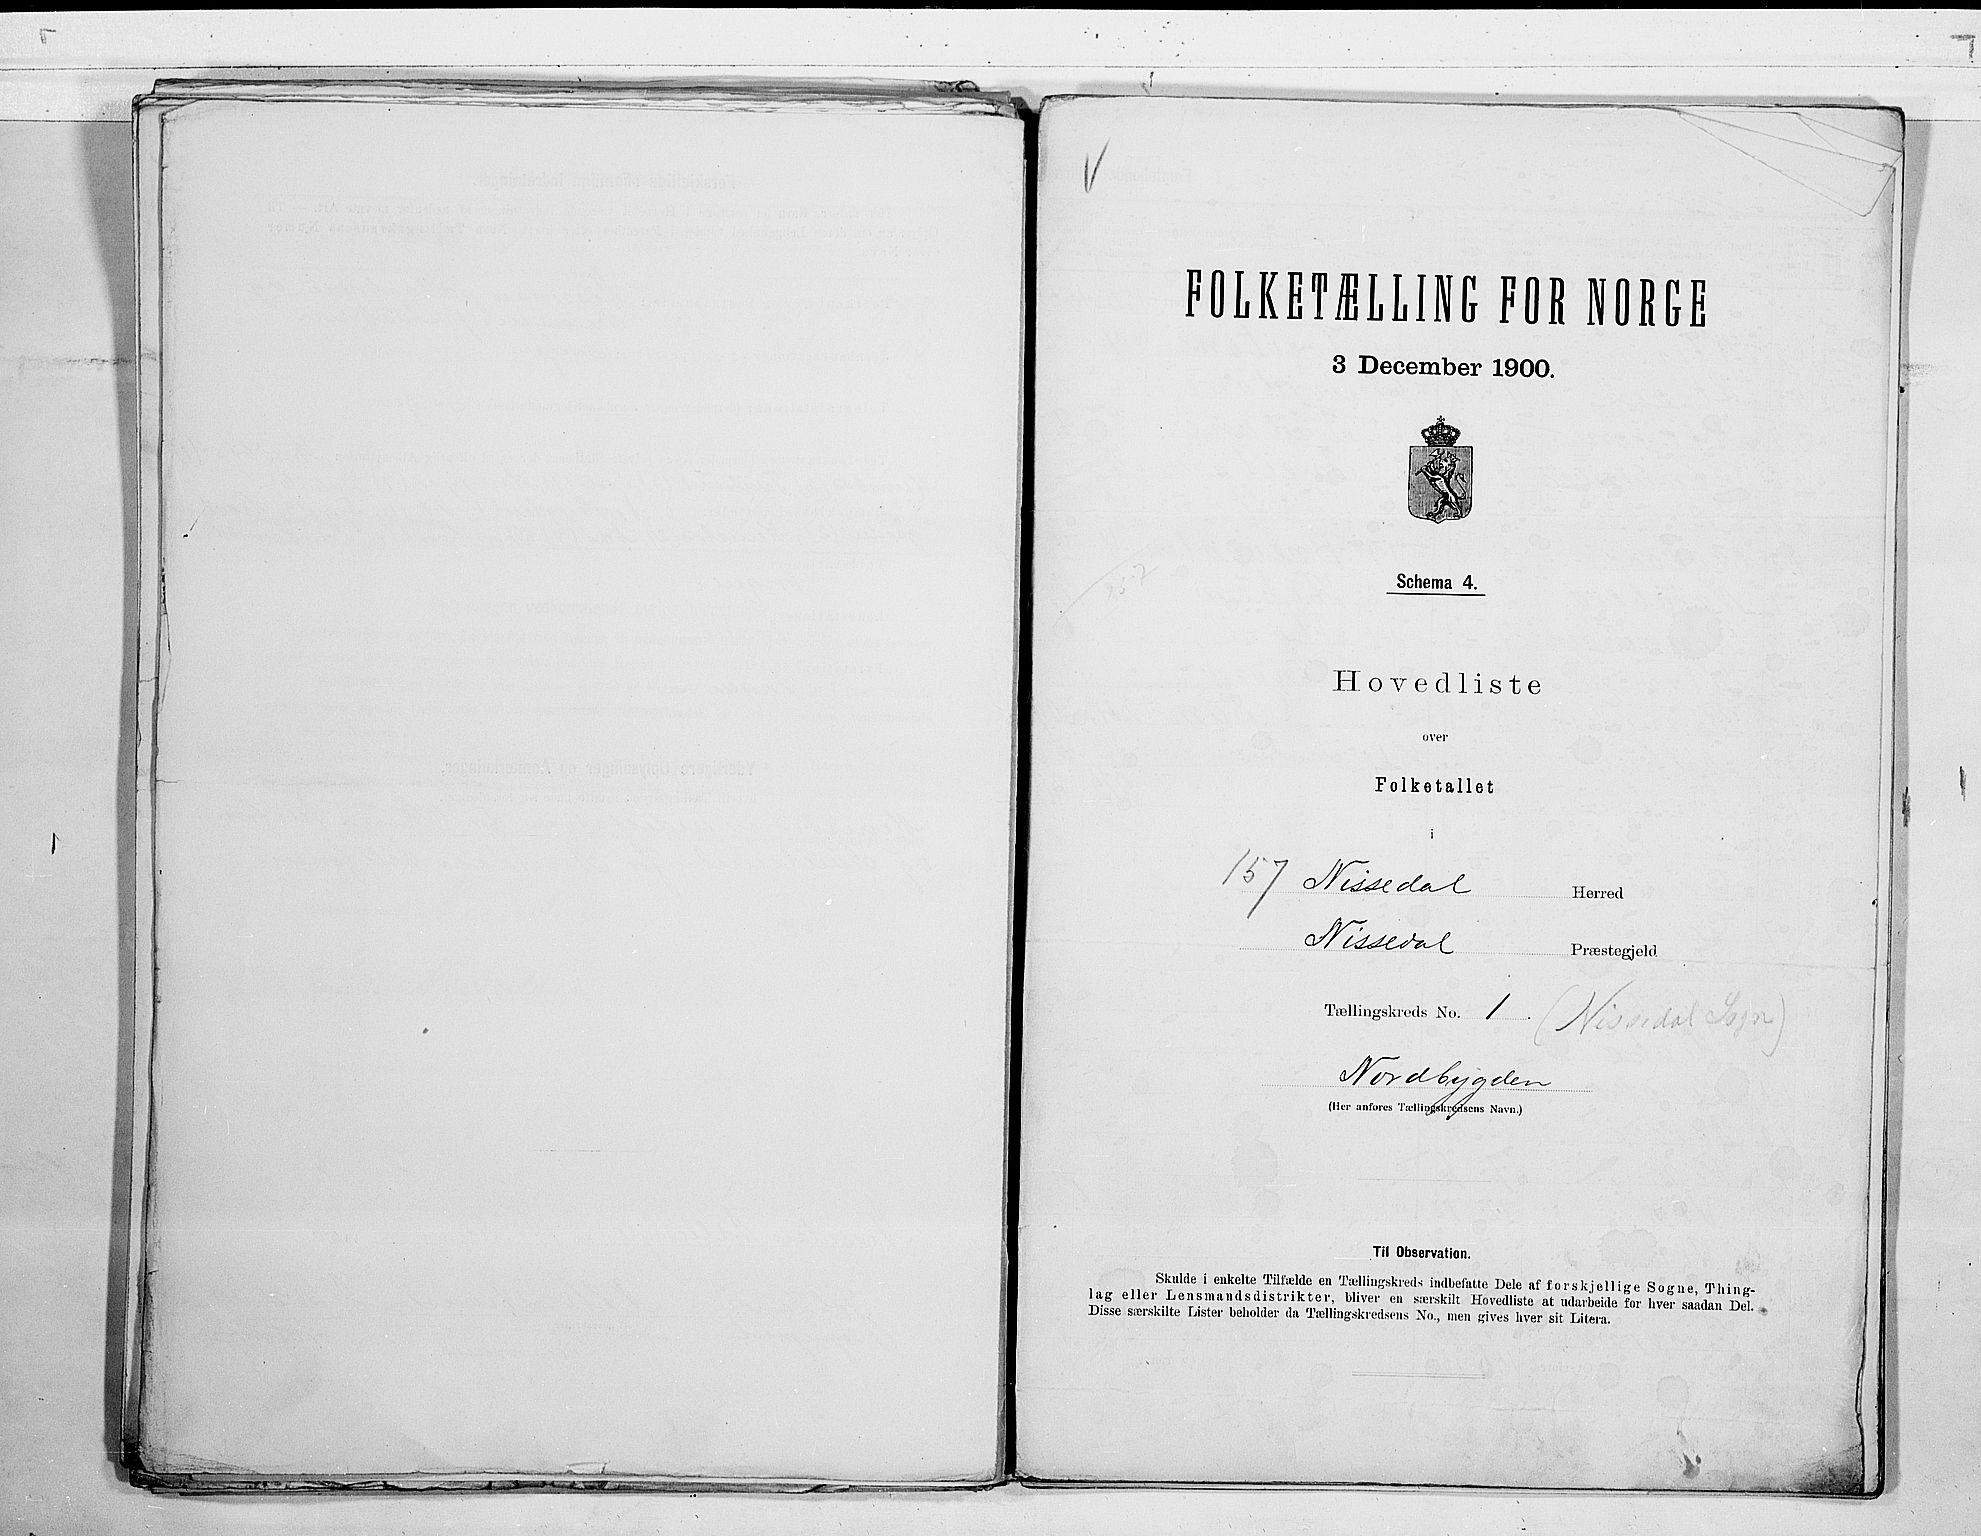 FOLKETÆLLING FOR NORGE
3 December 1900.
Schema 4.
Hovedliste
over
Folketallet
i
157 Nissedal Herred
Nissedal Præstegjeld
Tællingskreds No. 1. (Nissedal Sogn)
Nordbygden
(Her anføres Tællingskredsens Navn.)
Til Observation.
Skulde i enkelte Tilfælde en Tællingskreds indbefatte Dele af forskjellige Sogne, Thing-
lag eller Lensmandsdistrikter, bliver en særskilt Hovedliste at udarbeide for hver saadan Del.
Disse særskilte Lister beholder da Tællingskredsens No., men gives hver sit Litera.